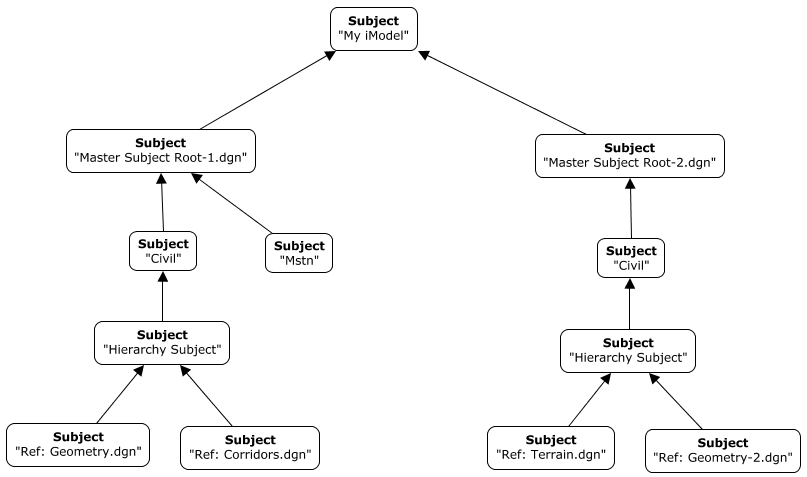 Subject
"My iModel"
Subject
"Master Subject Root-1.dgn"
Subject
"Master Subject Root-2.dgn"
Subject
"Civil"
Subject
"Mstn"
Subject
"Civil"
Subject
"Hierarchy Subject"
Subject
"Hierarchy Subject"
Subject
"Ref: Geometry.dgn"
Subject
"Ref: Corridors.dgn"
Subject
"Ref: Terrain.dgn"
Subject
"Ref: Geometry-2.dgn"